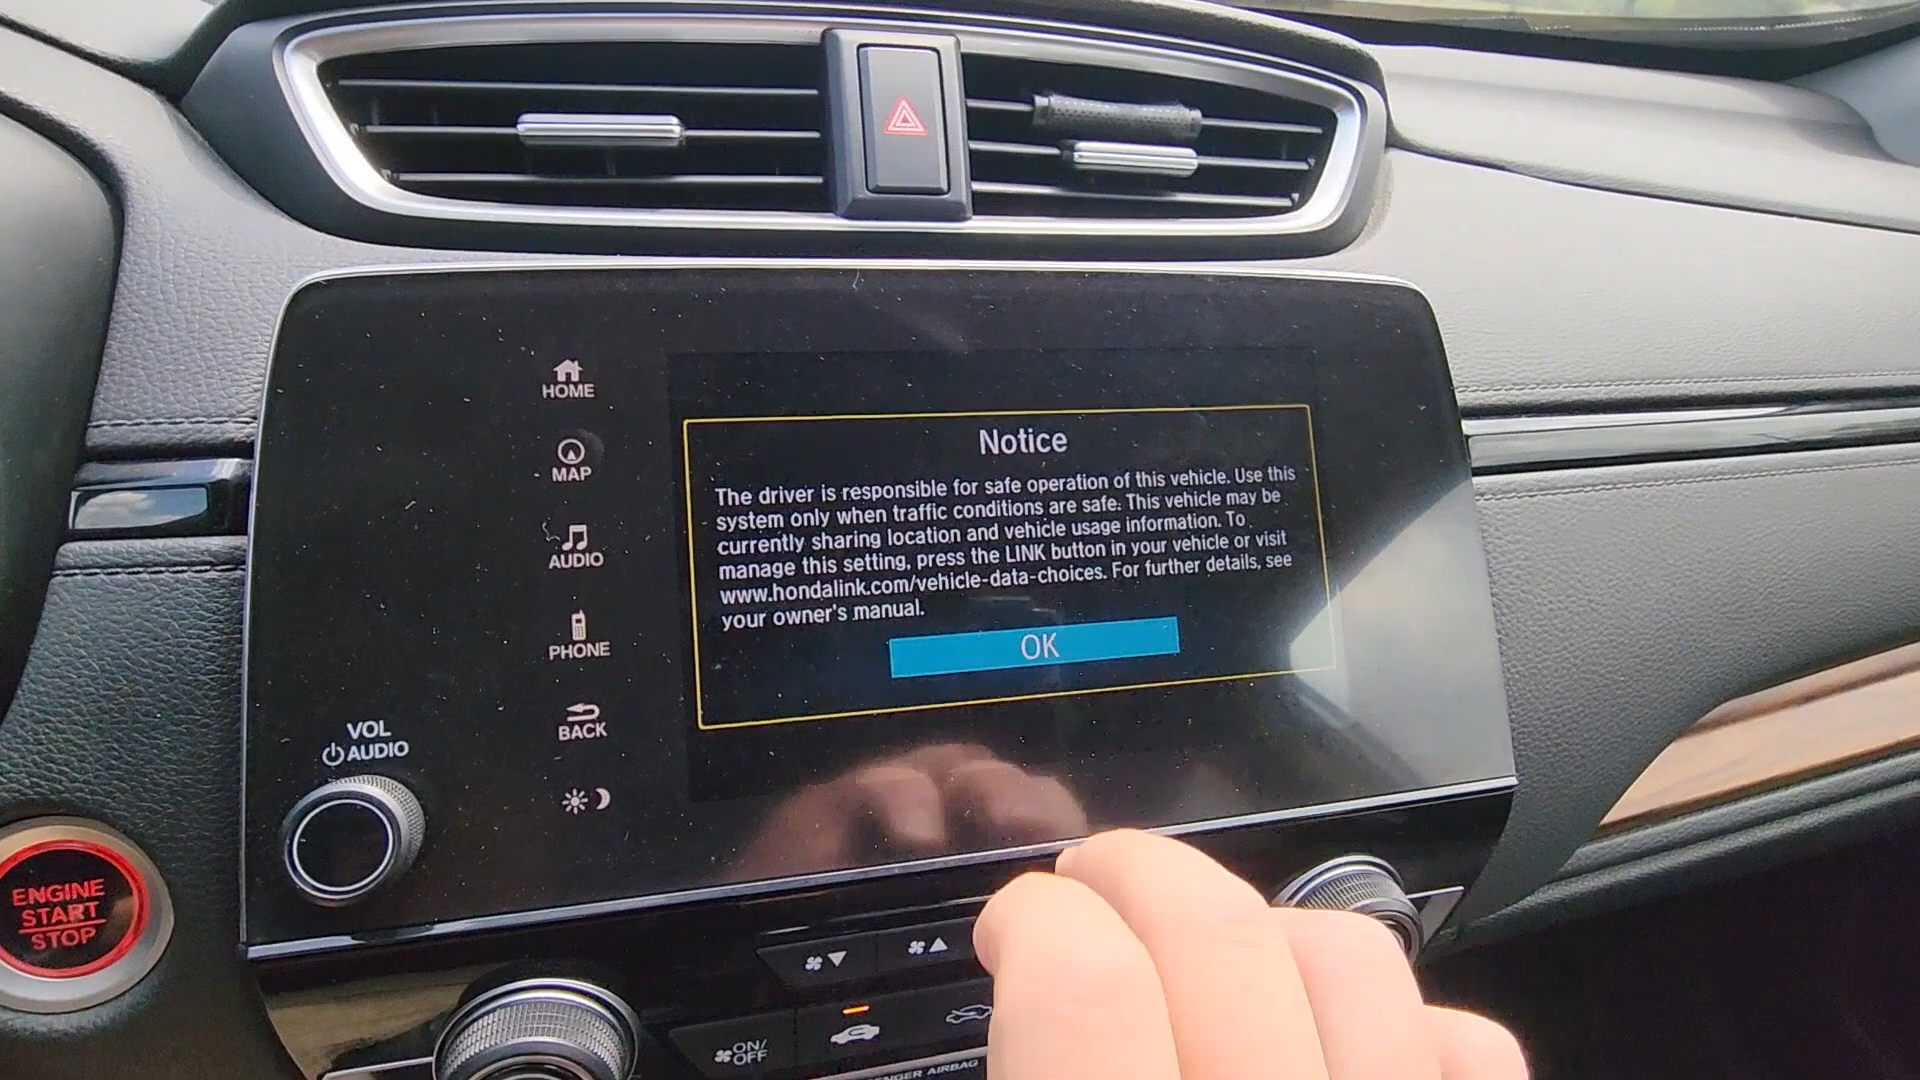 HOME
MAP
AUDIO
PHONE
BACK
VOL
AUDIO
Notice
The driver is responsible for safe operation of this vehicle. Use this
system only when traffic conditions are safe. This vehicle may be
currently sharing location and vehicle usage information. To
manage this setting, press the LINK button in your vehicle or visit
www.hondalink.com/vehicle-data-choices. For further details, see
your owner's manual.
OK
ENGINE
START
STOP
ON/
OFF
AIRBAG